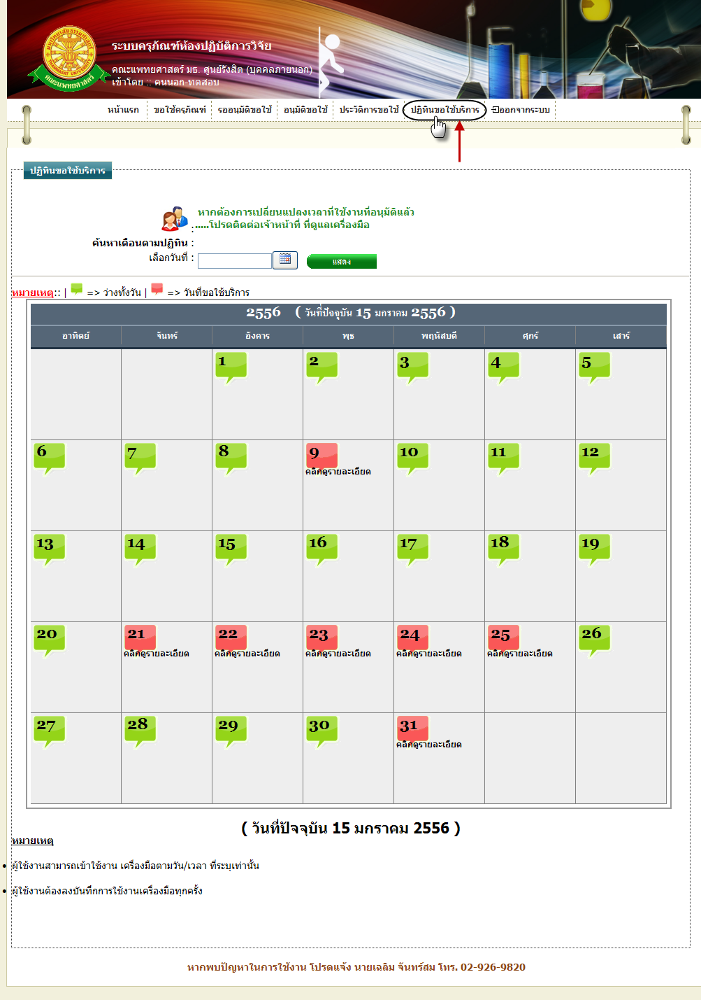 ระบบครุภัณฑ์ห้องปฏิบัติการวิจัย
คณะแพทยศาสตร์ มธ. ศูนย์รังสิต (บุคคลภายนอก)
เข้าโดย :: คนนอก-ทดสอบ
คณะแพทยศาสตร์
THAMMASAT UNIVERSITY
หน้าแรก ขอใช้ครุภัณฑ์ รออนุมัติขอใช้ อนุมัติขอใช้ ประวัติการขอใช้ ปฏิทินขอใช้บริการ ออกจากระบบ
ปฏิทินขอใช้บริการ
หากต้องการเปลี่ยนแปลงเวลาที่ใช้งานที่อนุมัติแล้ว
: .....โปรดติดต่อเจ้าหน้าที่ ที่ดูแลเครื่องมือ
ค้นหาเดือนตามปฏิทิน :
เลือกวันที่ : แสดง
หมายเหตุ:: | => ว่างทั้งวัน | => วันที่ขอใช้บริการ
2556 ( วันที่ปัจจุบัน 15 มกราคม 2556 )
อาทิตย์ จันทร์ อังคาร พุธ พฤหัสบดี ศุกร์ เสาร์
1 2 3 4 5
6 7 8 9 10 11 12
คลิกดูรายละเอียด
13 14 15 16 17 18 19
20 21 22 23 24 25 26
คลิกดูรายละเอียด คลิกดูรายละเอียด คลิกดูรายละเอียด คลิกดูรายละเอียด คลิกดูรายละเอียด
27 28 29 30 31
คลิกดูรายละเอียด
( วันที่ปัจจุบัน 15 มกราคม 2556 )
หมายเหตุ
• ผู้ใช้งานสามารถเข้าใช้งาน เครื่องมือตามวัน/เวลา ที่ระบุเท่านั้น
• ผู้ใช้งานต้องลงบันทึกการใช้งานเครื่องมือทุกครั้ง
หากพบปัญหาในการใช้งาน โปรดแจ้ง นายเฉลิม จันทร์สม โทร. 02-926-9820